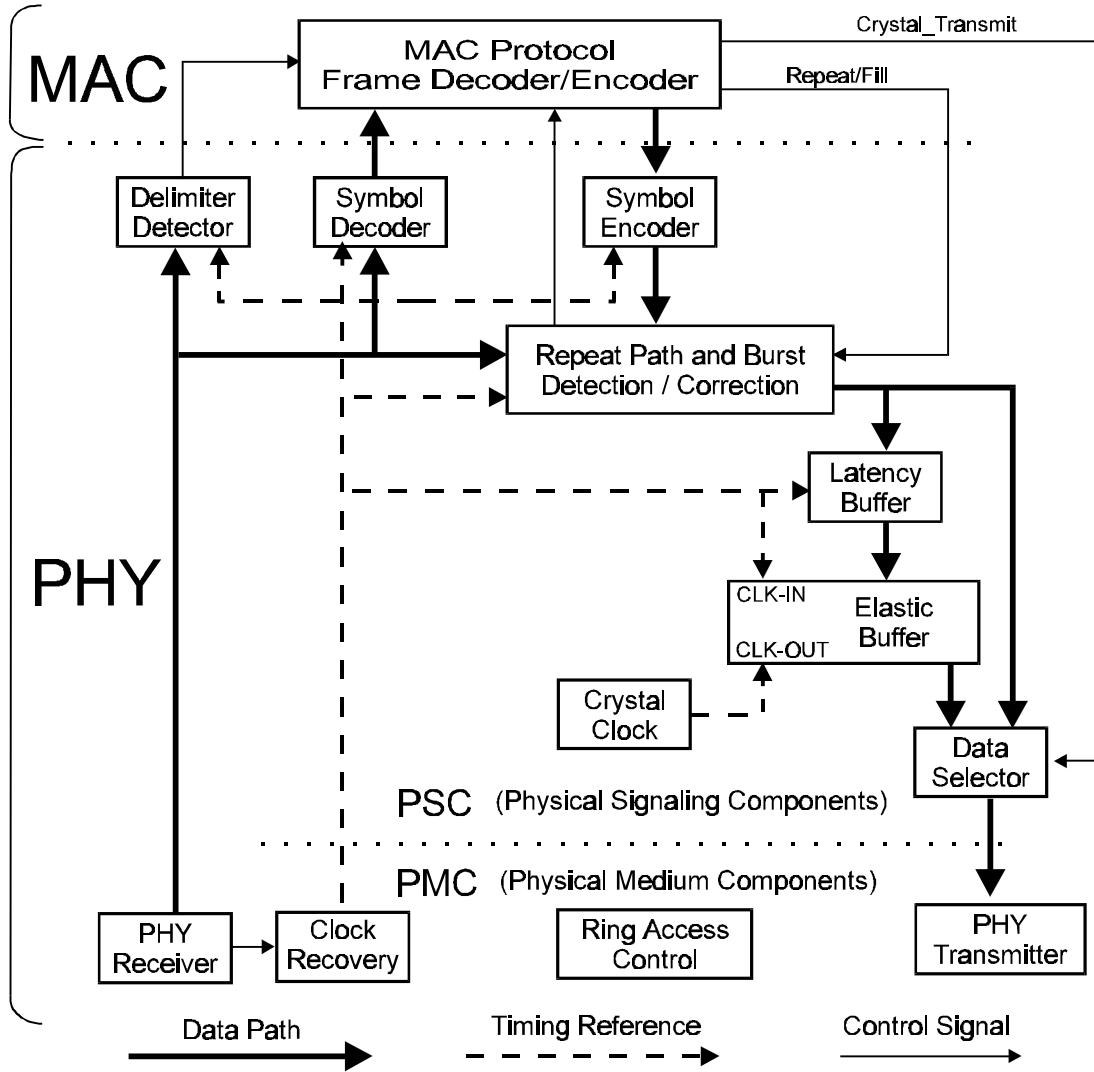 Crystal_Transmit
MAC
MAC Protocol
Frame Decoder/Encoder
Repeat/Fill
Delimiter
Detector
Symbol
Decoder
Symbol
Encoder
Repeat Path and Burst
Detection / Correction
Latency
Buffer
PHY
CLK-IN
Elastic
Buffer
CLK-OUT
Crystal
Clock
Data
Selector
PSC (Physical Signaling Components)
PMC (Physical Medium Components)
PHY
Receiver
Clock
Recovery
Ring Access
Control
PHY
Transmitter
Data Path
Timing Reference
Control Signal